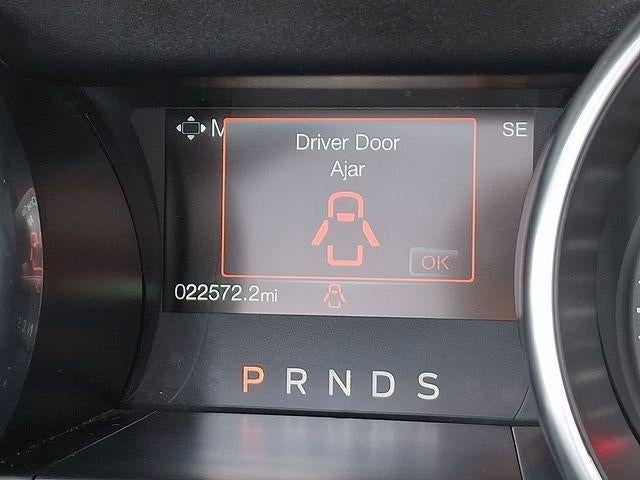 M
SE
Driver Door
Ajar
OK
022572.2mi
P R N D S